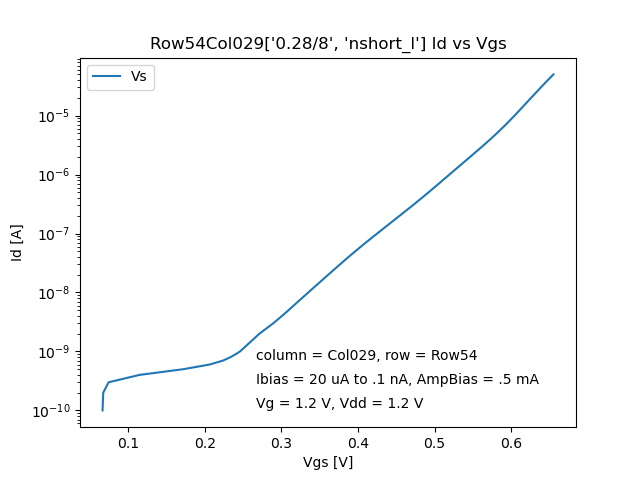 Row54Col029['0.28/8', 'nshort_l'] Id vs Vgs
Vs
10⁻⁵
10⁻⁶
10⁻⁷
10⁻⁸
10⁻⁹
10⁻¹⁰
Id [A]
column = Col029, row = Row54
Ibias = 20 uA to .1 nA, AmpBias = .5 mA
Vg = 1.2 V, Vdd = 1.2 V
0.1 0.2 0.3 0.4 0.5 0.6
Vgs [V]